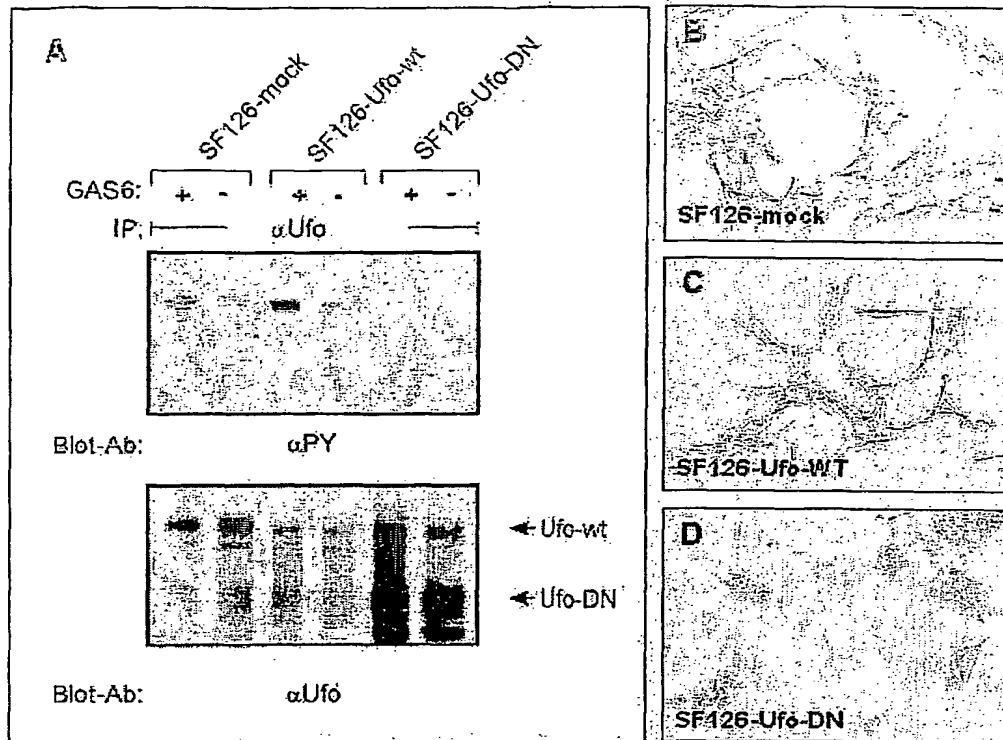 A
SF126-mock
SF126-Ufo-wt
SF126-Ufo-DN
GAS6: + - + - + -
IP: αUfo
Blot-Ab: αPY
Ufo-wt
Ufo-DN
Blot-Ab: αUfo
B
SF126-mock
C
SF126-Ufo-WT
D
SF126-Ufo-DN